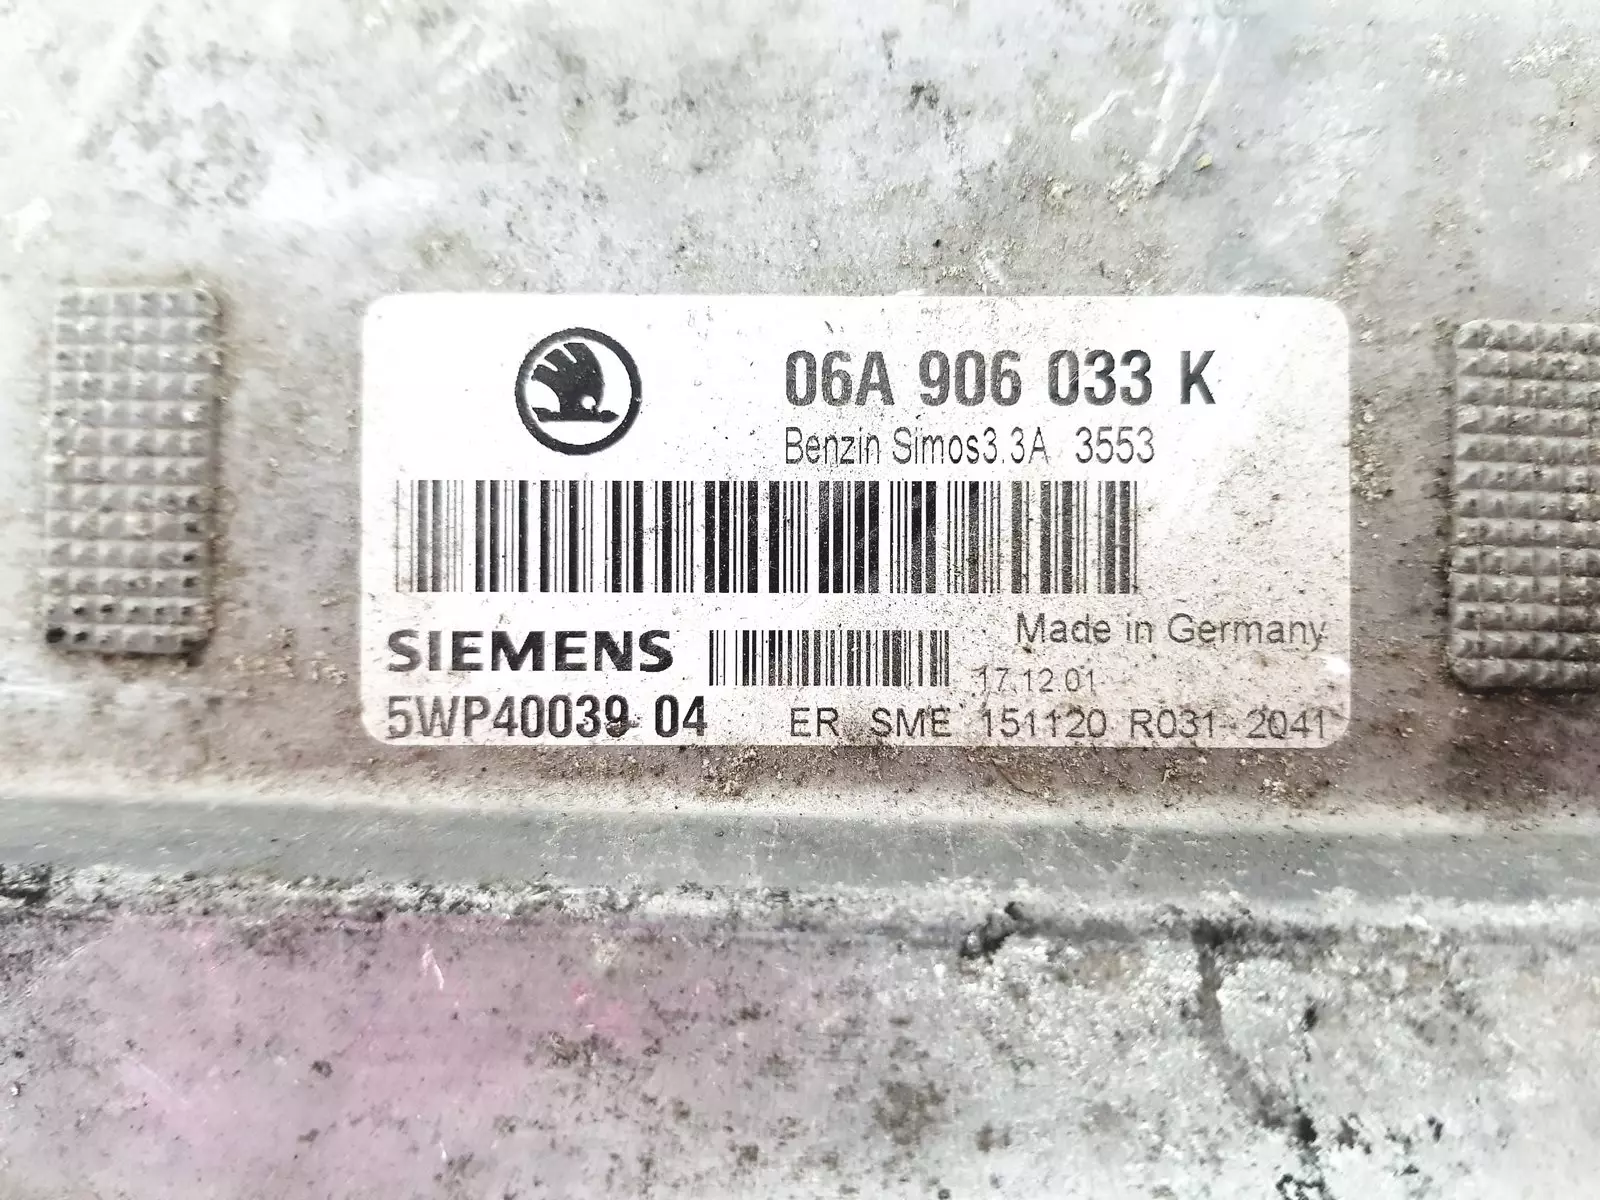 06A 906 033 K
Benzin Simos3.3A 3553
SIEMENS
Made in Germany
17.12.01
5WP40039 04
ER SME 151120 R031-2041